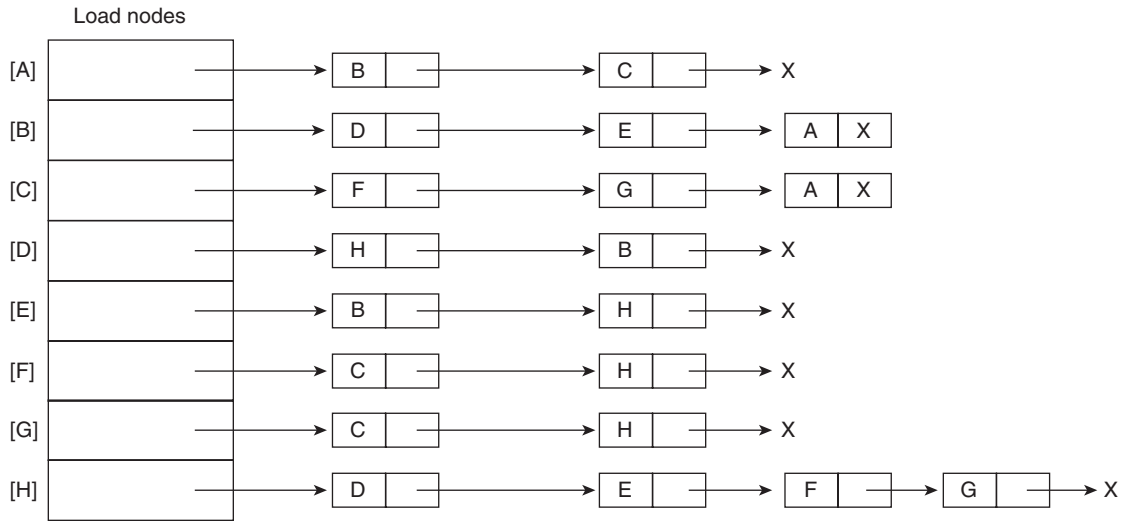 Load nodes
[A] B C X
[B] D E A X
[C] F G A X
[D] H B X
[E] B H X
[F] C H X
[G] C H X
[H] D E F G X